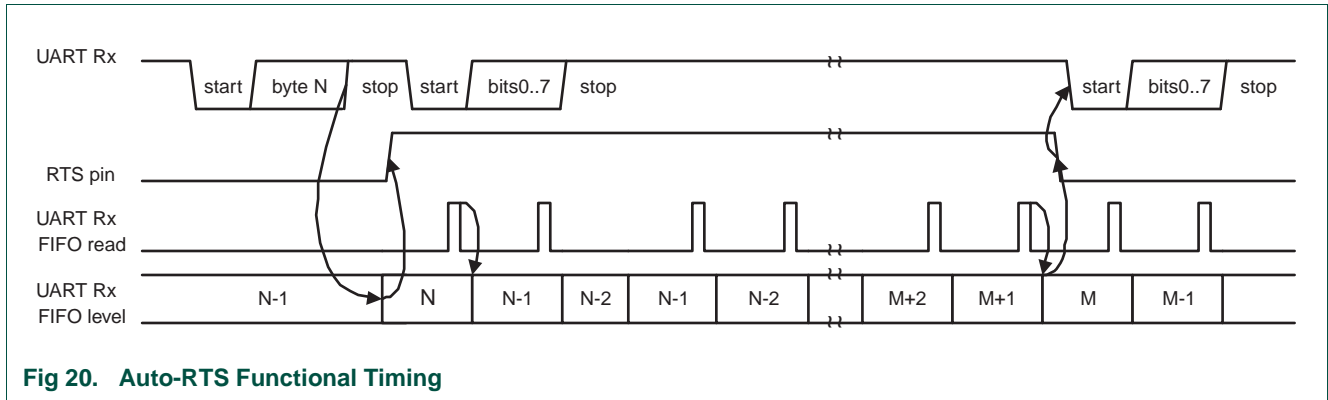 UART Rx
start byte N stop start bits0..7 stop start bits0..7 stop
RTS pin
UART Rx
FIFO read
UART Rx
FIFO level
N-1 N N-1 N-2 N-1 N-2 M+2 M+1 M M-1
Fig 20. Auto-RTS Functional Timing